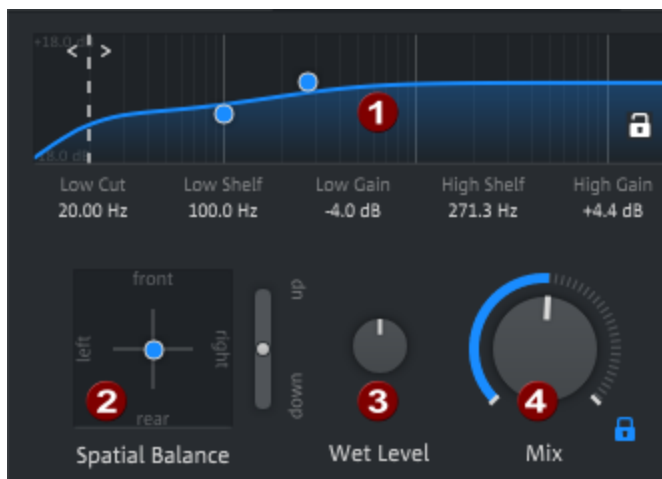 +18.0 dB
-18.0 dB
1
Low Cut Low Shelf Low Gain High Shelf High Gain
20.00 Hz 100.0 Hz -4.0 dB 271.3 Hz +4.4 dB
front
up
left
right
down
2
3
4
rear
Spatial Balance
Wet Level
Mix